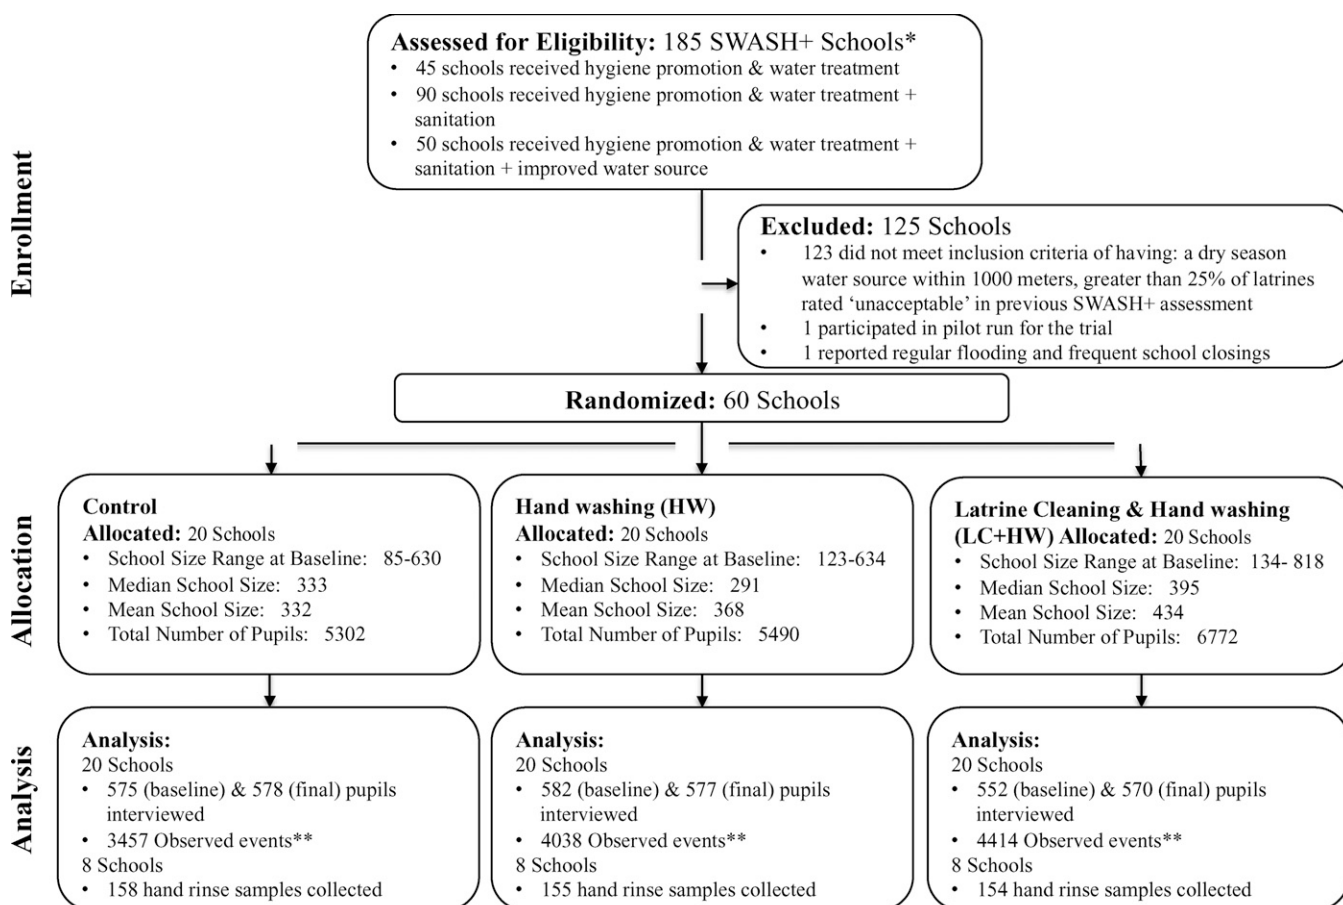 Assessed for Eligibility: 185 SWASH+ Schools*
• 45 schools received hygiene promotion & water treatment
• 90 schools received hygiene promotion & water treatment +
sanitation
• 50 schools received hygiene promotion & water treatment +
sanitation + improved water source
Enrollment
Excluded: 125 Schools
• 123 did not meet inclusion criteria of having: a dry season
water source within 1000 meters, greater than 25% of latrines
rated ‘unacceptable’ in previous SWASH+ assessment
• 1 participated in pilot run for the trial
• 1 reported regular flooding and frequent school closings
Randomized: 60 Schools
Allocation
Control
Allocated: 20 Schools
• School Size Range at Baseline: 85-630
• Median School Size: 333
• Mean School Size: 332
• Total Number of Pupils: 5302
Hand washing (HW)
Allocated: 20 Schools
• School Size Range at Baseline: 123-634
• Median School Size: 291
• Mean School Size: 368
• Total Number of Pupils: 5490
Latrine Cleaning & Hand washing
(LC+HW) Allocated: 20 Schools
• School Size Range at Baseline: 134- 818
• Median School Size: 395
• Mean School Size: 434
• Total Number of Pupils: 6772
Analysis
Analysis:
20 Schools
• 575 (baseline) & 578 (final) pupils
interviewed
• 3457 Observed events**
8 Schools
• 158 hand rinse samples collected
Analysis:
20 Schools
• 582 (baseline) & 577 (final) pupils
interviewed
• 4038 Observed events**
8 Schools
• 155 hand rinse samples collected
Analysis:
20 Schools
• 552 (baseline) & 570 (final) pupils
interviewed
• 4414 Observed events**
8 Schools
• 154 hand rinse samples collected